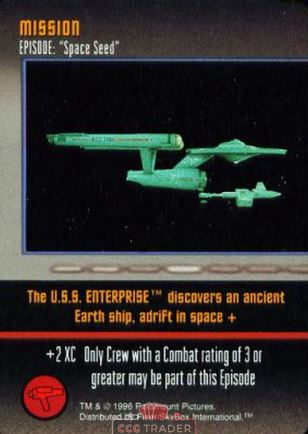 MISSION
EPISODE: "Space Seed"
The U.S.S. ENTERPRISE™ discovers an ancient
Earth ship, adrift in space +
+2 XC Only Crew with a Combat rating of 3 or
greater may be part of this Episode
TM & © 1996 Paramount Pictures.
Distributed by Fleer/SkyBox International.™
CCG TRADER